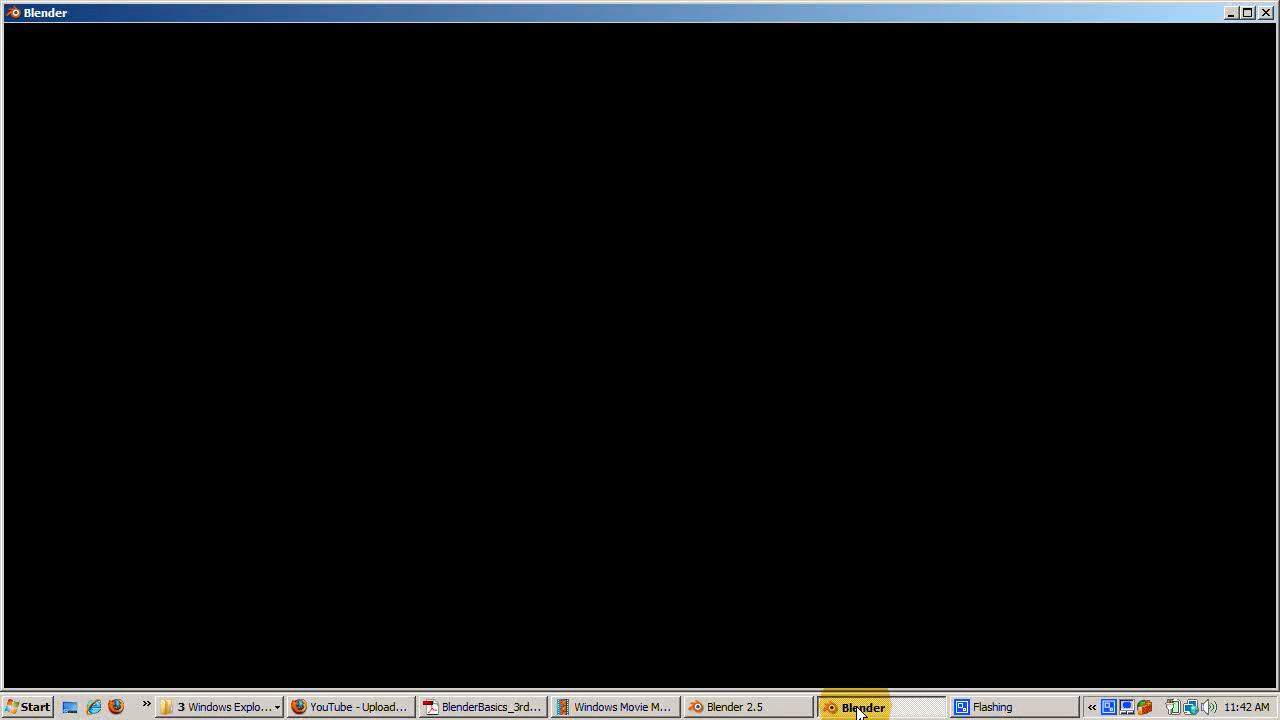 Blender
Start
3 Windows Explo...
YouTube - Upload...
BlenderBasics_3rd...
Windows Movie M...
Blender 2.5
Blender
Flashing
11:42 AM